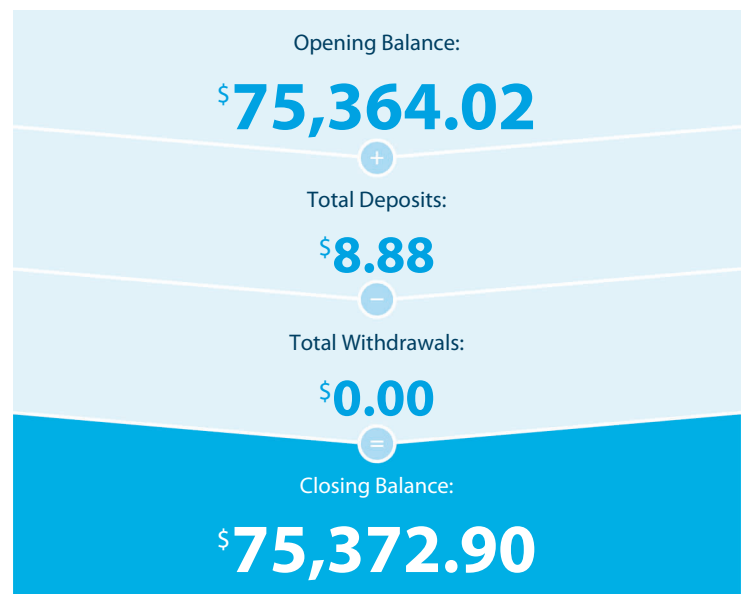 Opening Balance:
$75,364.02
+
Total Deposits:
$8.88
−
Total Withdrawals:
$0.00
=
Closing Balance:
$75,372.90